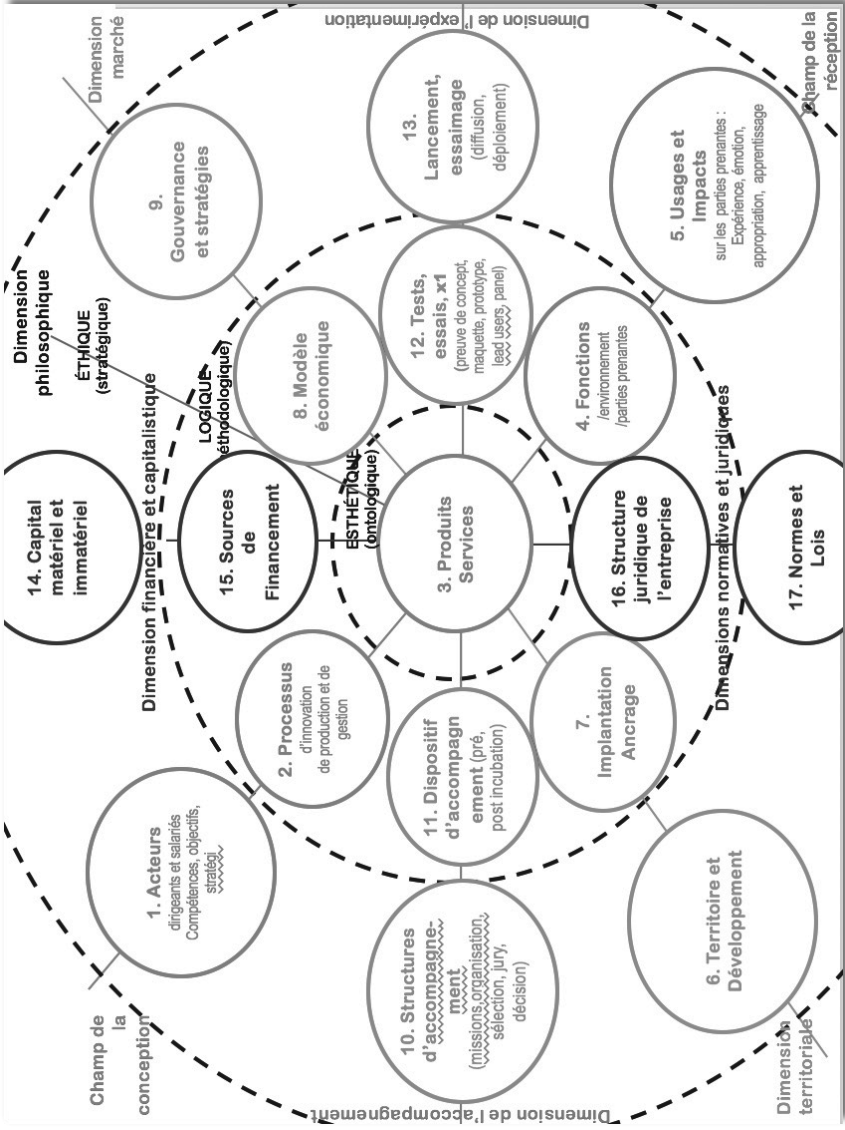 Champ de
la
conception
1. Acteurs
dirigeants et salariés
Compétences, objectifs,
stratégi
14. Capital
matériel et
immatériel
Dimension
philosophique
ÉTHIQUE
(stratégique)
Dimension
marché
9.
Gouvernance
et stratégies
Dimension financière et capitalistique
2. Processus
d'innovation
de production et de
gestion
15. Sources
de
Financement
LOGIQUE
éthodologique)
8. Modèle
économique
ESTHÉTIQUE
(ontologique)
Dimension de l'accompagnement
10. Structures
d'accompagne-
ment
(missions,organisation,
sélection, jury,
décision)
11. Dispositif
d'accompagn
ement (pré,
post incubation)
3. Produits
Services
12. Tests,
essais, x1
(preuve de concept,
maquette, prototype,
lead users, panel)
13.
Lancement,
essaimage
(diffusion,
déploiement)
Dimension de l'expérimentation
7.
Implantation
Ancrage
16. Structure
juridique de
l'entreprise
4. Fonctions
/environnement
/parties prenantes
Dimensions normatives et juridiques
6. Territoire et
Développement
17. Normes et
Lois
5. Usages et
Impacts
sur les parties prenantes :
Expérience, émotion,
appropriation, apprentissage
Dimension
territoriale
Champ de la
réception